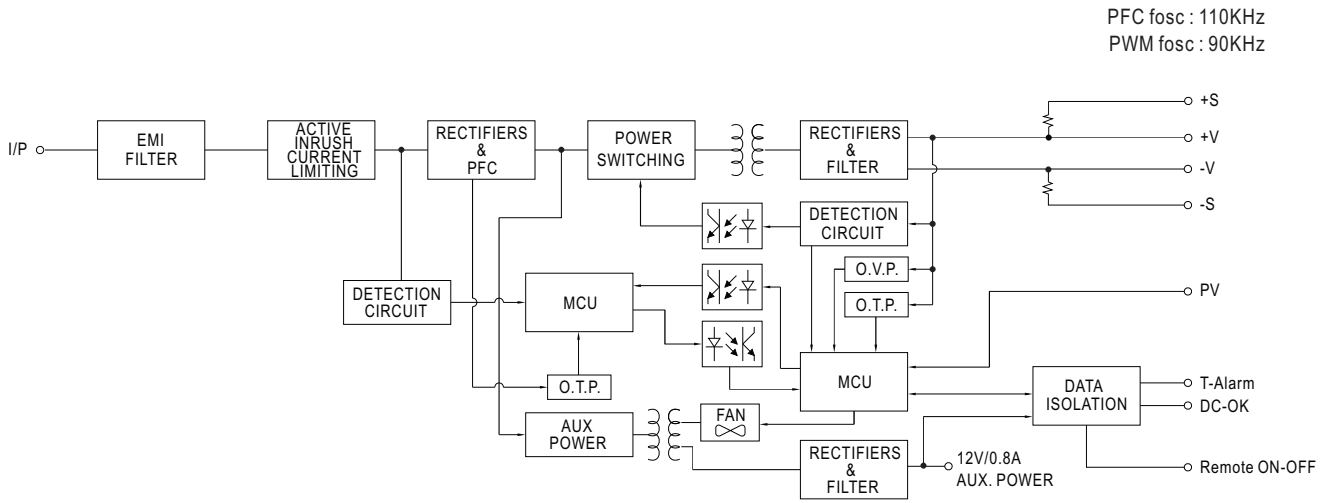 PFC fosc : 110KHz
PWM fosc : 90KHz
I/P
EMI
FILTER
ACTIVE
INRUSH
CURRENT
LIMITING
RECTIFIERS
&
PFC
POWER
SWITCHING
RECTIFIERS
&
FILTER
+S
+V
-V
-S
DETECTION
CIRCUIT
O.V.P.
O.T.P.
PV
DETECTION
CIRCUIT
MCU
O.T.P.
MCU
DATA
ISOLATION
T-Alarm
DC-OK
AUX
POWER
FAN
RECTIFIERS
&
FILTER
12V/0.8A
AUX. POWER
Remote ON-OFF